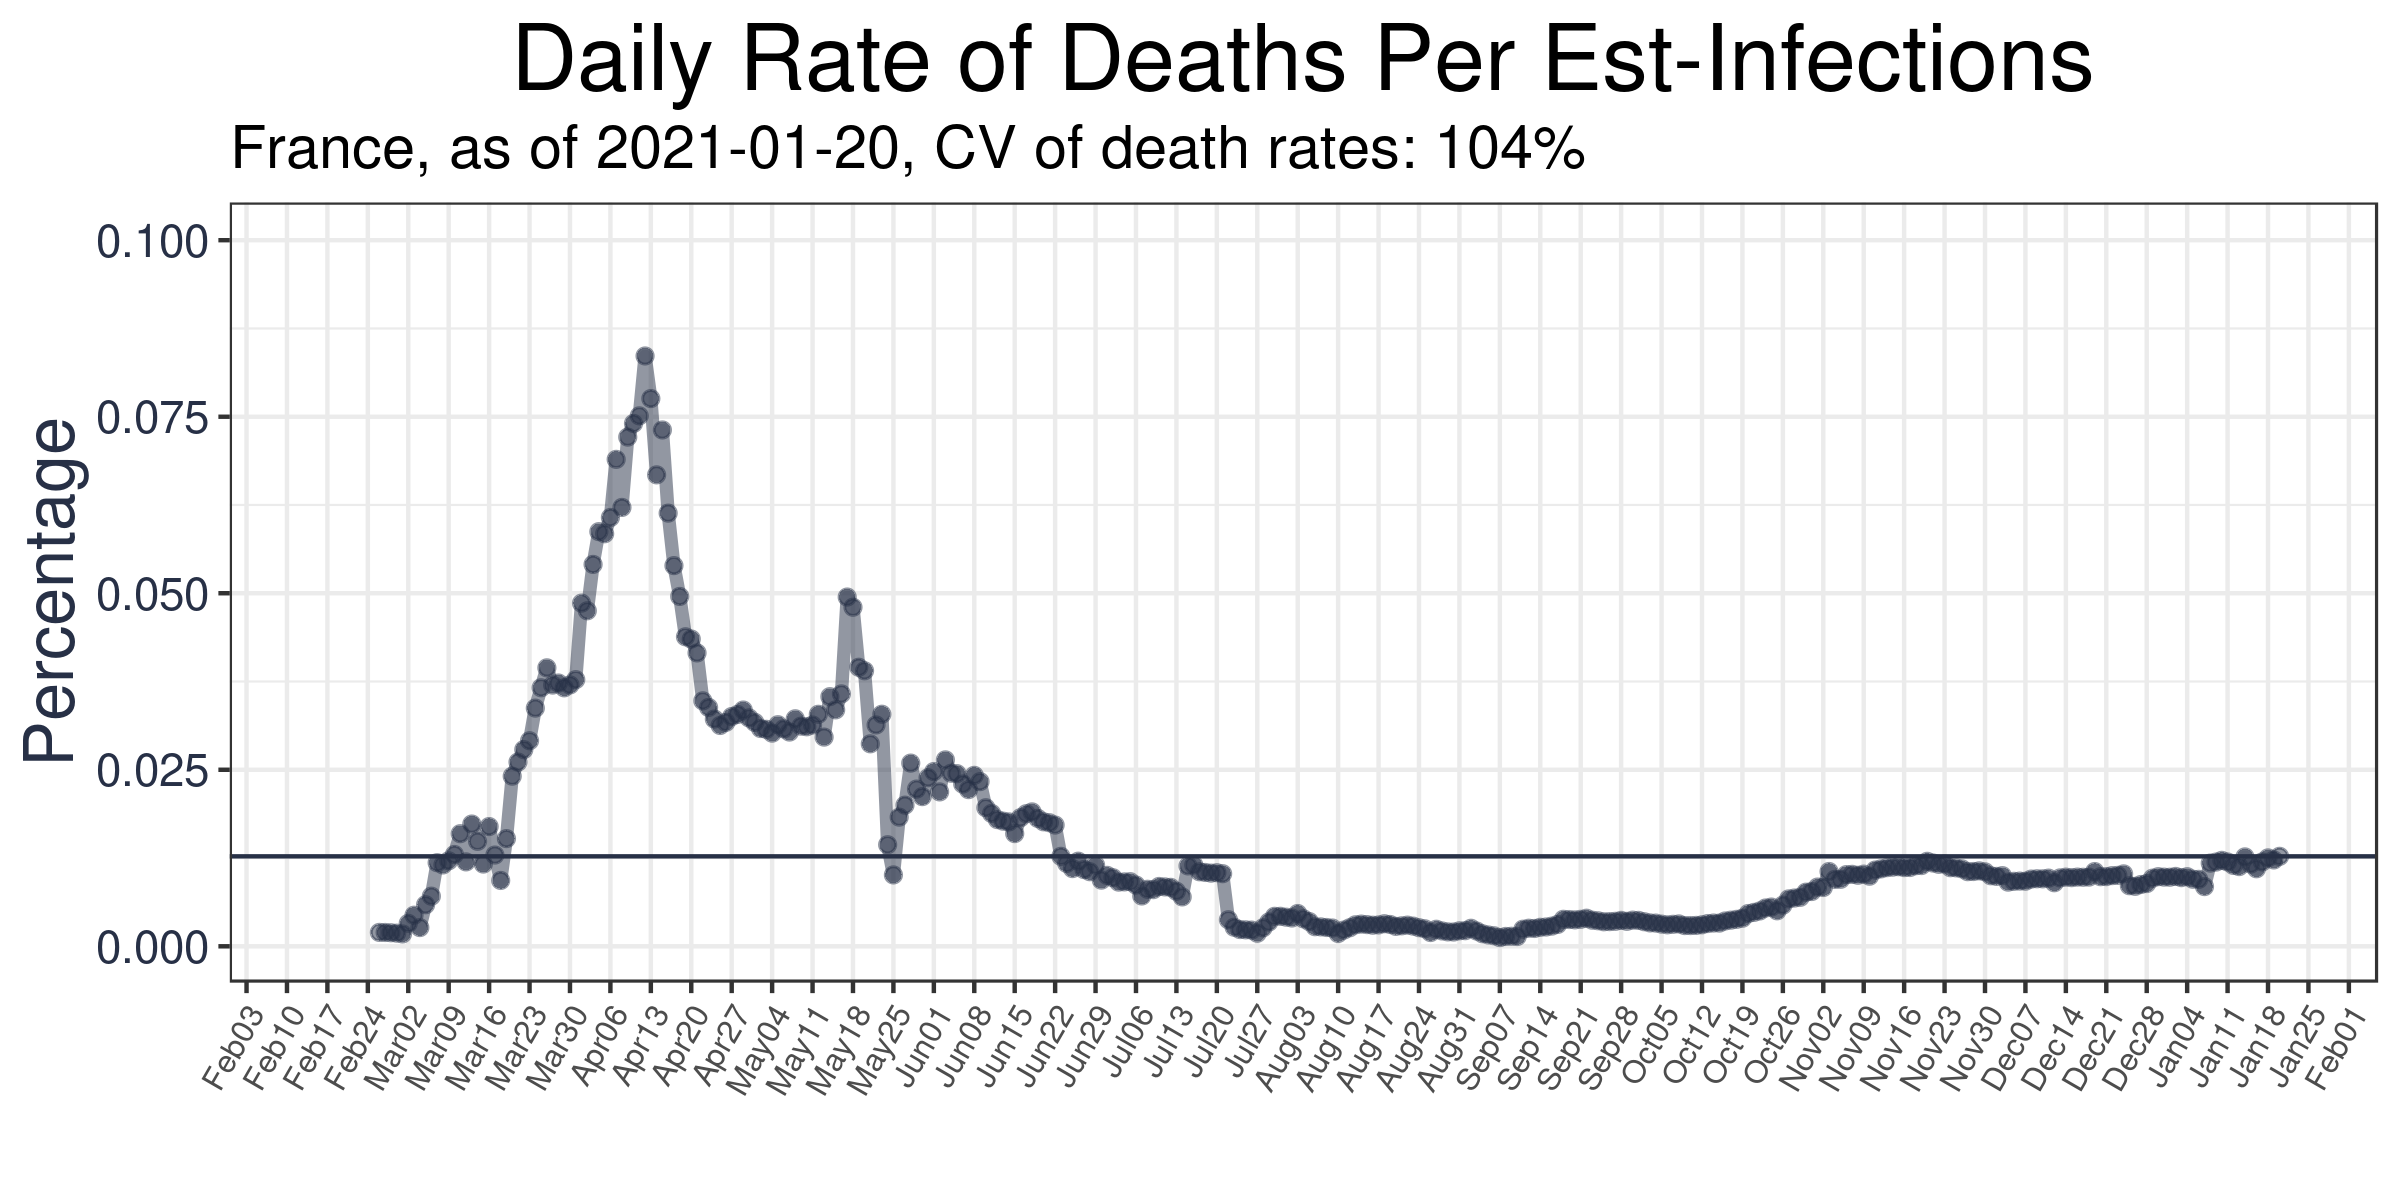 Daily Rate of Deaths Per Est-Infections
France, as of 2021-01-20, CV of death rates: 104%
Percentage
0.100
0.075
0.050
0.025
0.000
Feb03
Feb10
Feb17
Feb24
Mar02
Mar09
Mar16
Mar23
Mar30
Apr06
Apr13
Apr20
Apr27
May04
May11
May18
May25
Jun01
Jun08
Jun15
Jun22
Jun29
Jul06
Jul13
Jul20
Jul27
Aug03
Aug10
Aug17
Aug24
Aug31
Sep07
Sep14
Sep21
Sep28
Oct05
Oct12
Oct19
Oct26
Nov02
Nov09
Nov16
Nov23
Nov30
Dec07
Dec14
Dec21
Dec28
Jan04
Jan11
Jan18
Jan25
Feb01